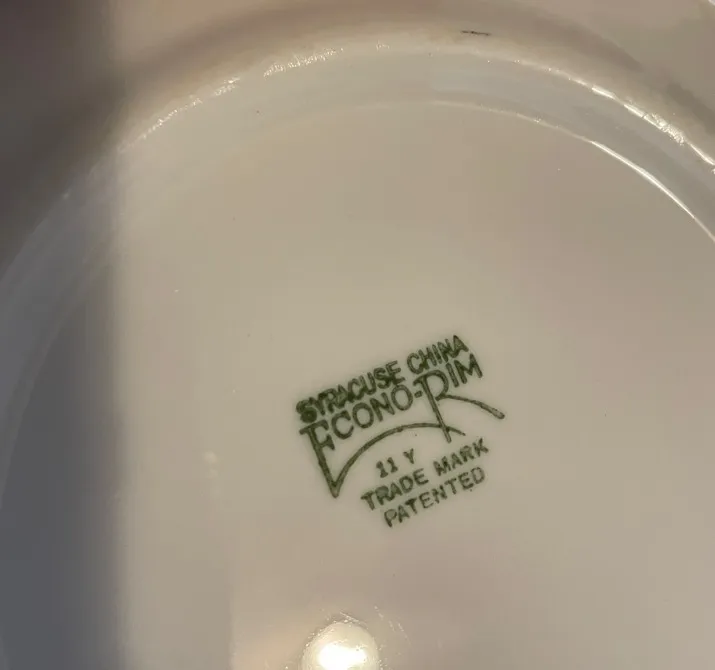 SYRACUSE CHINA
ECONO-RIM
11 Y
TRADE MARK
PATENTED